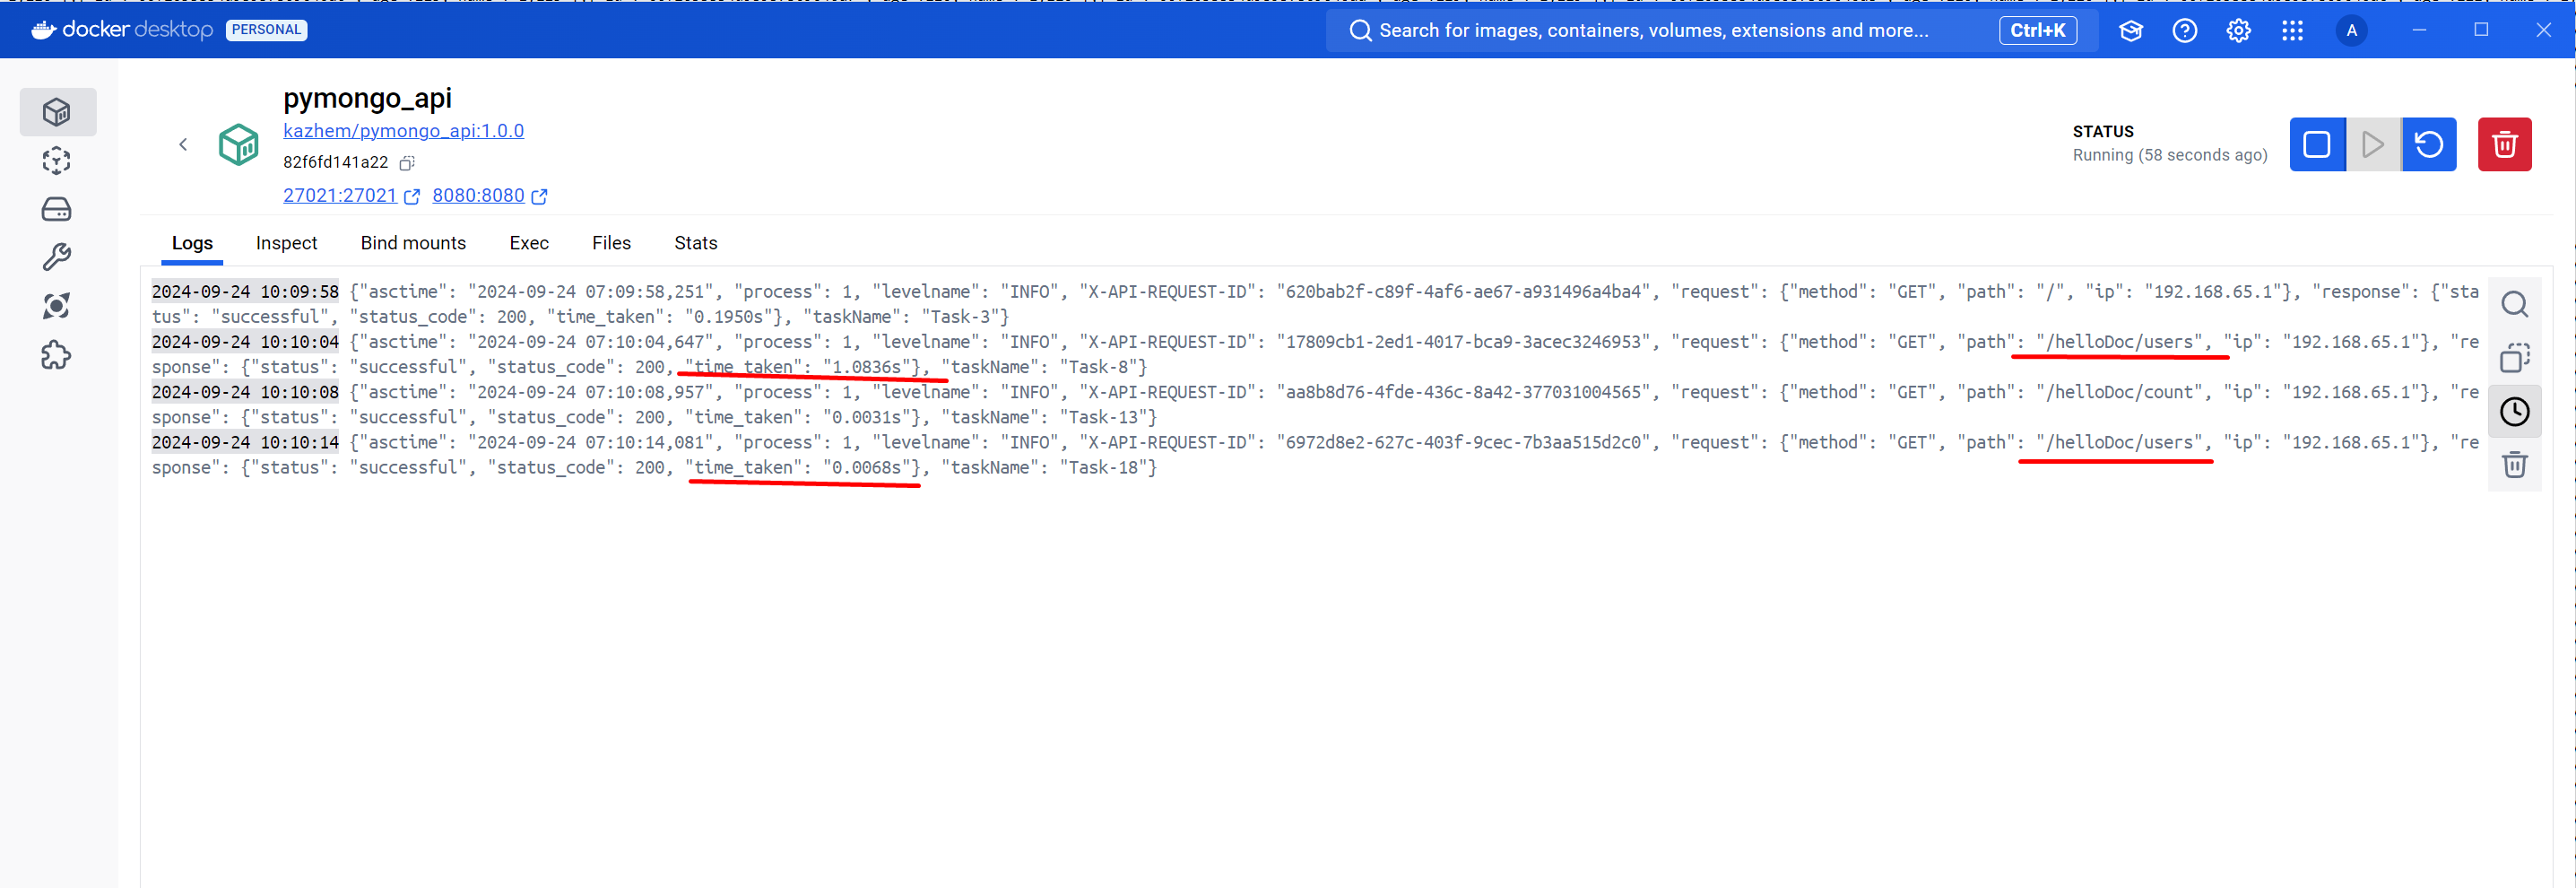 docker desktop PERSONAL
Search for images, containers, volumes, extensions and more... Ctrl+K
A
pymongo_api
kazhem/pymongo_api:1.0.0
82f6fd141a22
27021:27021 8080:8080
STATUS
Running (58 seconds ago)
Logs Inspect Bind mounts Exec Files Stats
2024-09-24 10:09:58 {"asctime": "2024-09-24 07:09:58,251", "process": 1, "levelname": "INFO", "X-API-REQUEST-ID": "620bab2f-c89f-4af6-ae67-a931496a4ba4", "request": {"method": "GET", "path": "/", "ip": "192.168.65.1"}, "response": {"sta
tus": "successful", "status_code": 200, "time_taken": "0.1950s"}, "taskName": "Task-3"}
2024-09-24 10:10:04 {"asctime": "2024-09-24 07:10:04,647", "process": 1, "levelname": "INFO", "X-API-REQUEST-ID": "17809cb1-2ed1-4017-bca9-3acec3246953", "request": {"method": "GET", "path": "/helloDoc/users", "ip": "192.168.65.1"}, "re
sponse": {"status": "successful", "status_code": 200, "time_taken": "1.0836s"}, "taskName": "Task-8"}
2024-09-24 10:10:08 {"asctime": "2024-09-24 07:10:08,957", "process": 1, "levelname": "INFO", "X-API-REQUEST-ID": "aa8b8d76-4fde-436c-8a42-377031004565", "request": {"method": "GET", "path": "/helloDoc/count", "ip": "192.168.65.1"}, "re
sponse": {"status": "successful", "status_code": 200, "time_taken": "0.0031s"}, "taskName": "Task-13"}
2024-09-24 10:10:14 {"asctime": "2024-09-24 07:10:14,081", "process": 1, "levelname": "INFO", "X-API-REQUEST-ID": "6972d8e2-627c-403f-9cec-7b3aa515d2c0", "request": {"method": "GET", "path": "/helloDoc/users", "ip": "192.168.65.1"}, "re
sponse": {"status": "successful", "status_code": 200, "time_taken": "0.0068s"}, "taskName": "Task-18"}